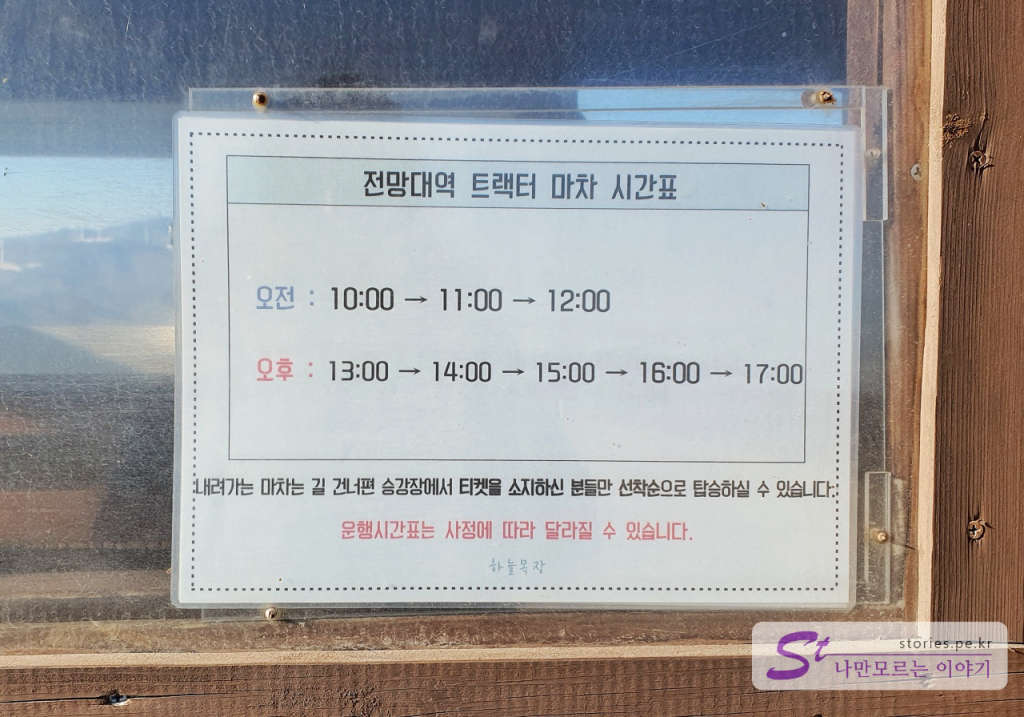 전망대역 트랙터 마차 시간표
오전 : 10:00 → 11:00 → 12:00
오후 : 13:00 → 14:00 → 15:00 → 16:00 → 17:00
내려가는 마차는 길 건너편 승강장에서 티켓을 소지하신 분들만 선착순으로 탑승하실 수 있습니다.
운행시간표는 사정에 따라 달라질 수 있습니다.
하늘목장
St stories.pe.kr
나만모르는 이야기